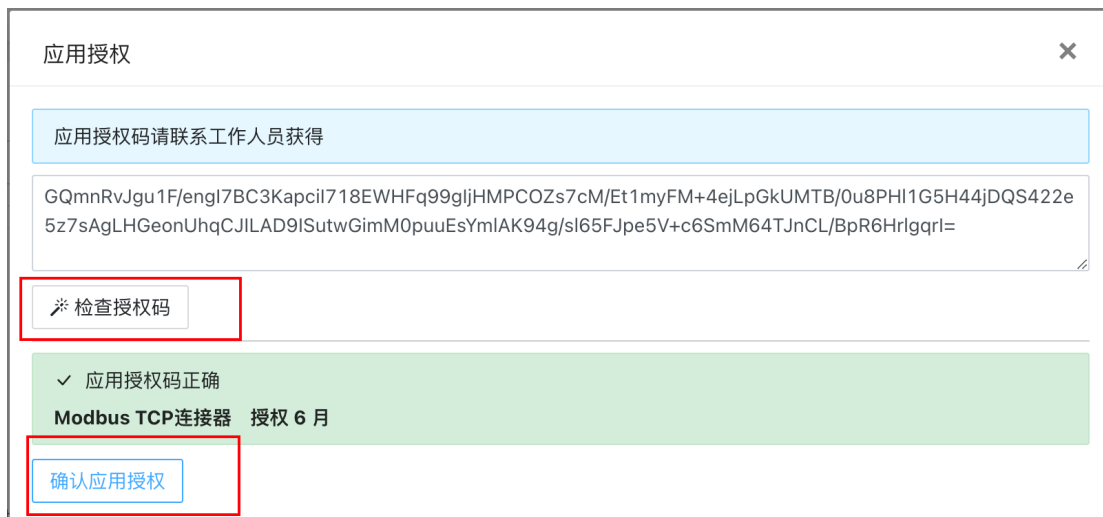 应用授权
应用授权码请联系工作人员获得
GQmnRvJgu1F/engI7BC3KapciI718EWHFq99gIjHMPCOZs7cM/Et1myFM+4ejLpGkUMTB/0u8PHl1G5H44jDQS422e
5z7sAgLHGeonUhqCJILAD9ISutwGimM0puuEsYmlAK94g/sl65FJpe5V+c6SmM64TJnCL/BpR6HrlgqrI=
检查授权码
应用授权码正确
Modbus TCP连接器 授权 6 月
确认应用授权